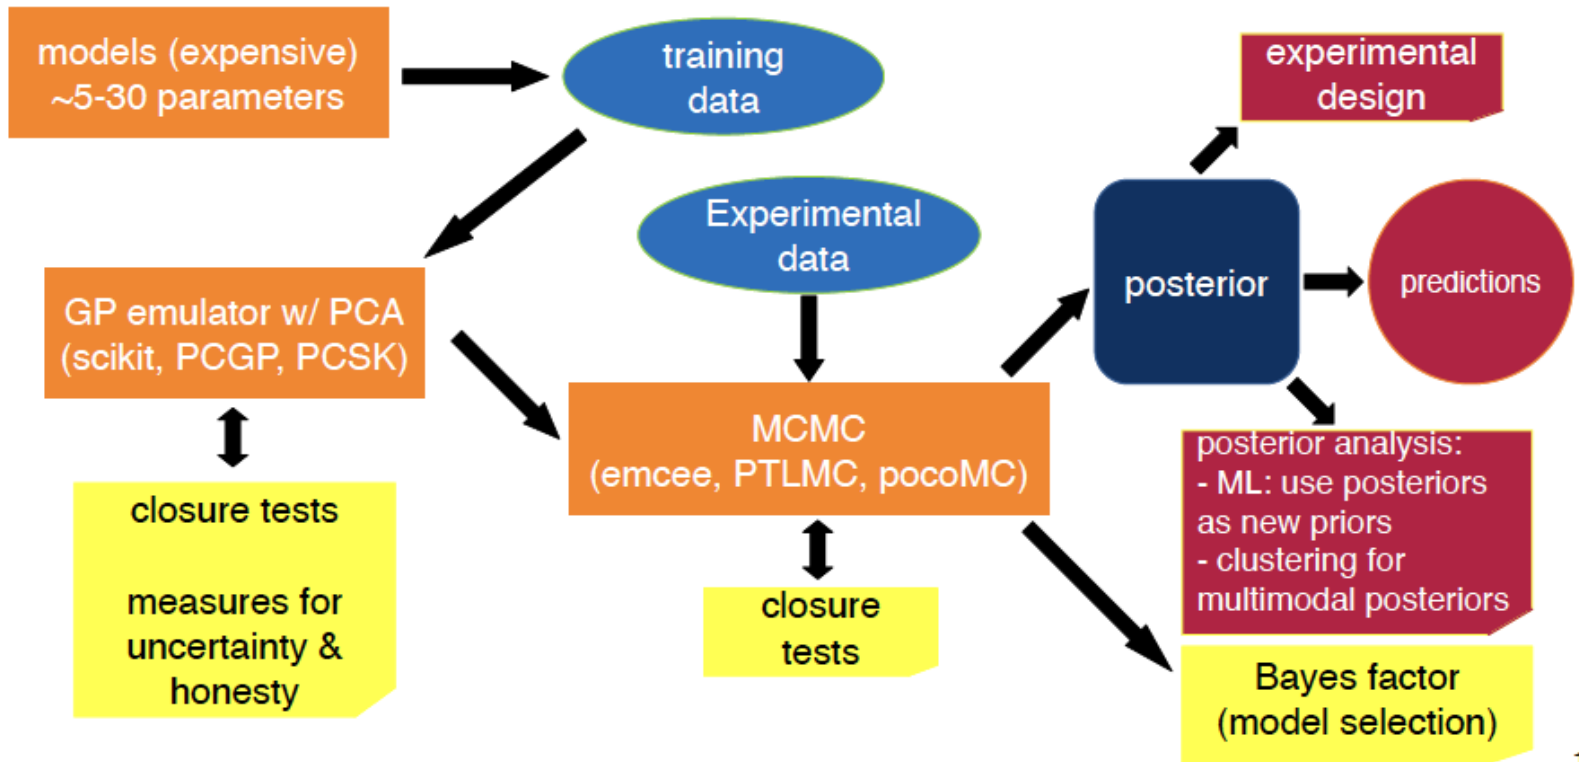 models (expensive)
~5-30 parameters
training
data
experimental
design
Experimental
data
posterior
predictions
GP emulator w/ PCA
(scikit, PCGP, PCSK)
MCMC
(emcee, PTLMC, pocoMC)
posterior analysis:
- ML: use posteriors
as new priors
- clustering for
multimodal posteriors
closure tests
measures for
uncertainty &
honesty
closure
tests
Bayes factor
(model selection)